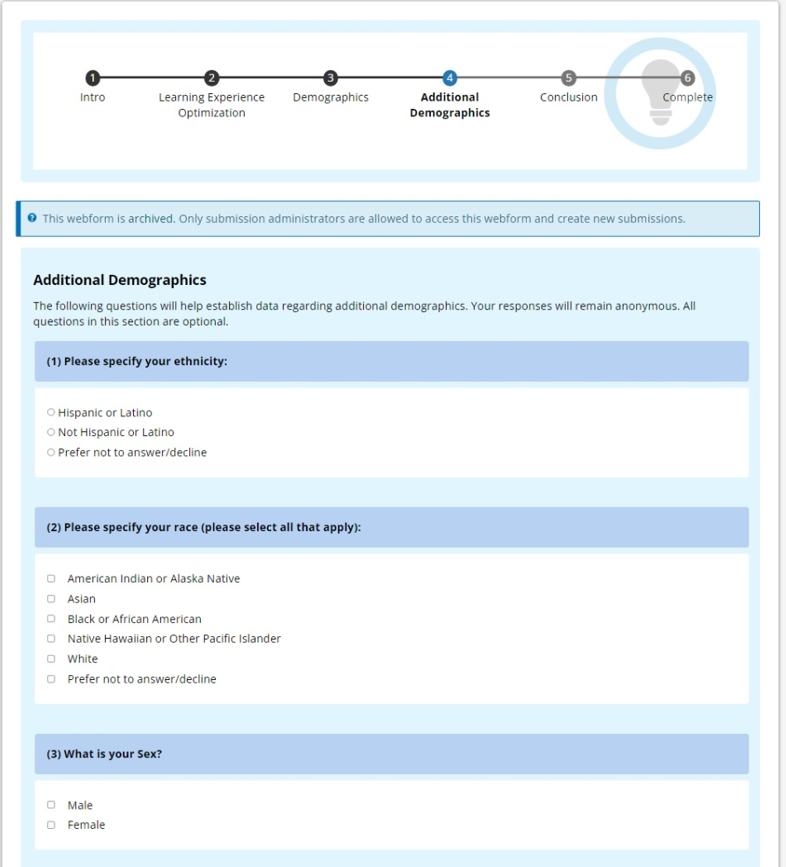 1 2 3 4 5 6
Intro Learning Experience Demographics Additional Conclusion Complete
Optimization Demographics
This webform is archived. Only submission administrators are allowed to access this webform and create new submissions.
Additional Demographics
The following questions will help establish data regarding additional demographics. Your responses will remain anonymous. All
questions in this section are optional.
(1) Please specify your ethnicity:
Hispanic or Latino
Not Hispanic or Latino
Prefer not to answer/decline
(2) Please specify your race (please select all that apply):
American Indian or Alaska Native
Asian
Black or African American
Native Hawaiian or Other Pacific Islander
White
Prefer not to answer/decline
(3) What is your Sex?
Male
Female